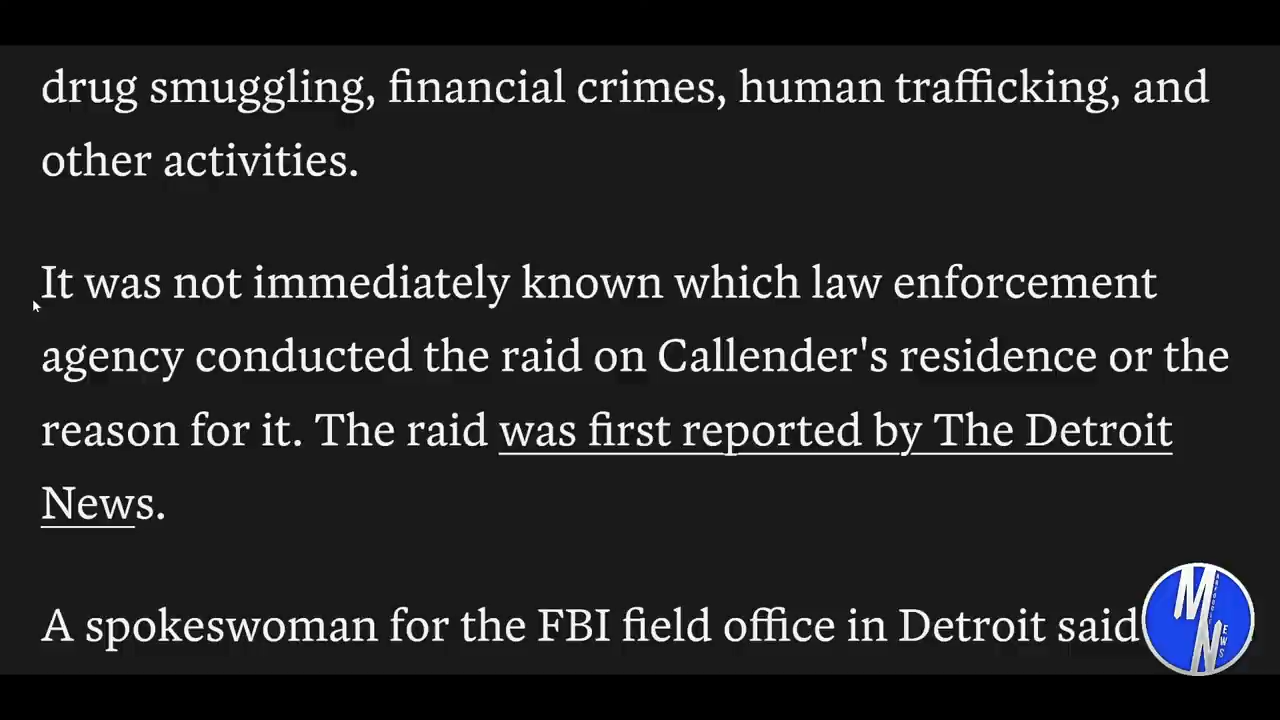 drug smuggling, financial crimes, human trafficking, and
other activities.
It was not immediately known which law enforcement
agency conducted the raid on Callender's residence or the
reason for it. The raid was first reported by The Detroit
News.
A spokeswoman for the FBI field office in Detroit said